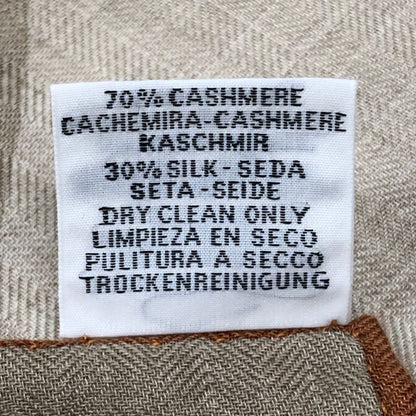 70% CASHMERE
CACHEMIRA-CASHMERE
KASCHMIR
30% SILK-SEDA
SETA-SEIDE
DRY CLEAN ONLY
LIMPIEZA EN SECO
PULITURA A SECCO
TROCKENREINIGUNG